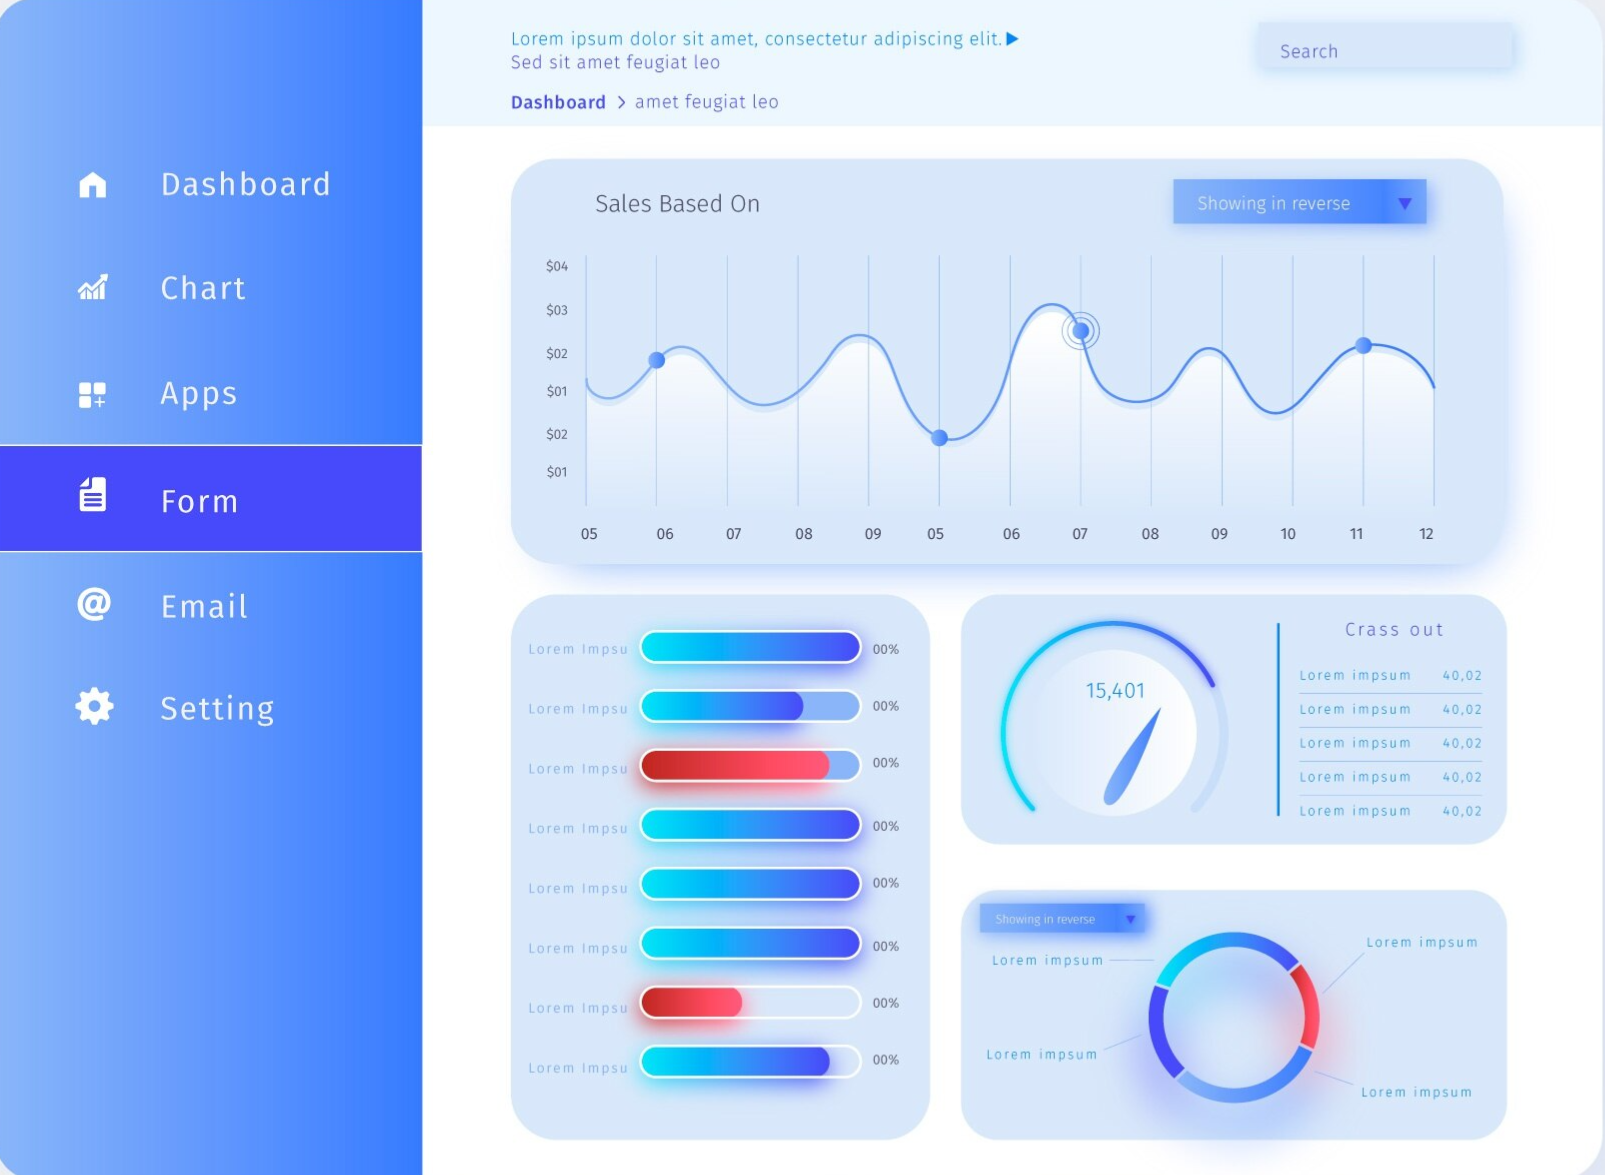 Lorem ipsum dolor sit amet, consectetur adipiscing elit.
Sed sit amet feugiat leo
Dashboard > amet feugiat leo
Search
Dashboard
Chart
Apps
Form
Email
Setting
Sales Based On
Showing in reverse
$04
$03
$02
$01
$02
$01
05 06 07 08 09 05 06 07 08 09 10 11 12
Lorem Impsu 00%
Lorem Impsu 00%
Lorem Impsu 00%
Lorem Impsu 00%
Lorem Impsu 00%
Lorem Impsu 00%
Lorem Impsu 00%
Lorem Impsu 00%
15,401
Crass out
Lorem impsum 40,02
Lorem impsum 40,02
Lorem impsum 40,02
Lorem impsum 40,02
Lorem impsum 40,02
Showing in reverse
Lorem impsum
Lorem impsum
Lorem impsum
Lorem impsum